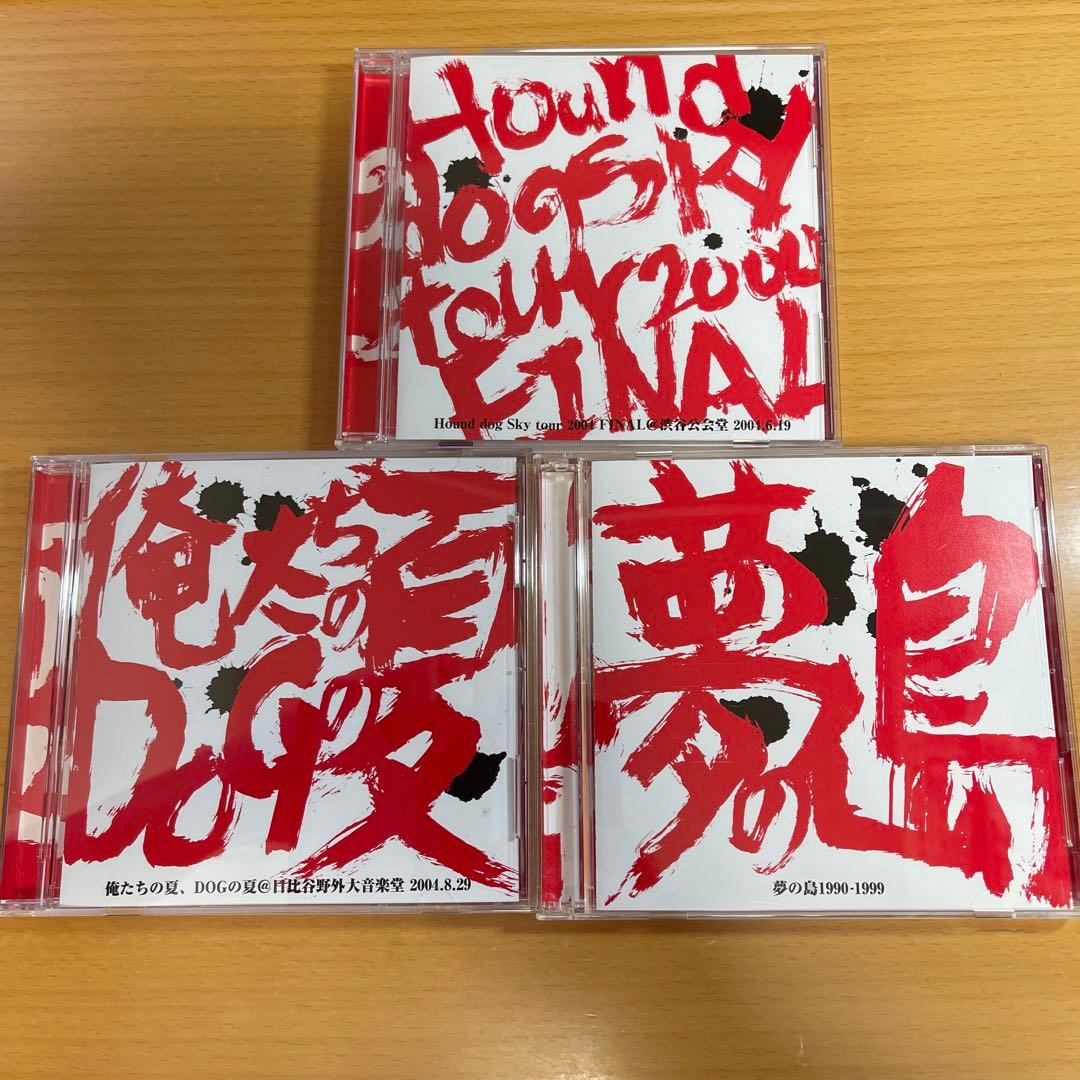 Hound
dog Sky
tour 2004
FINAL
Hound dog Sky tour 2004 FINAL@渋谷公会堂 2004.6.19
俺たちの夏
DOGの夏
俺たちの夏、DOGの夏@日比谷野外大音楽堂 2004.8.29
夢の島
夢の島1990-1999